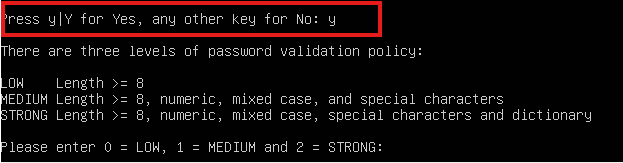 Press y|Y for Yes, any other key for No: y
There are three levels of password validation policy:
LOW    Length >= 8
MEDIUM Length >= 8, numeric, mixed case, and special characters
STRONG Length >= 8, numeric, mixed case, special characters and dictionary
Please enter 0 = LOW, 1 = MEDIUM and 2 = STRONG: